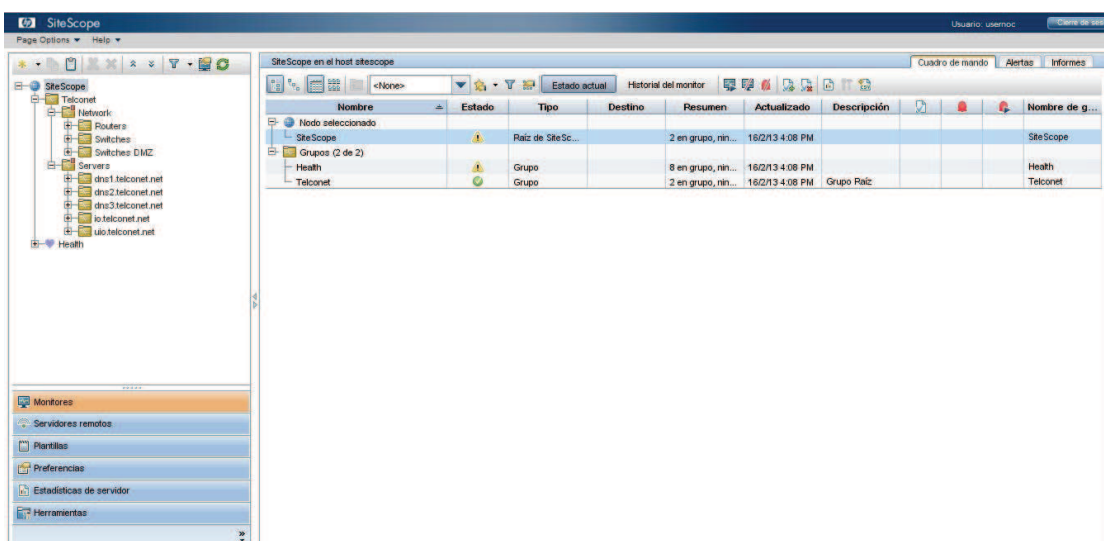 SiteScope
Usuario: usernoc
Cierre de ses
Page Options Help
SiteScope
Telconet
Network
Routers
Switches
Switches DMZ
Servers
dns1.telconet.net
dns2.telconet.net
dns3.telconet.net
io.telconet.net
uio.telconet.net
Health
Monitores
Servidores remotos
Plantillas
Preferencias
Estadísticas de servidor
Herramientas
SiteScope en el host sitescope
Cuadro de mando Alertas Informes
<None> Estado actual Historial del monitor
Nombre Estado Tipo Destino Resumen Actualizado Descripción Nombre de g...
Nodo seleccionado
SiteScope Raíz de SiteSc... 2 en grupo, nin... 16/2/13 4:08 PM SiteScope
Grupos (2 de 2)
Health Grupo 8 en grupo, nin... 16/2/13 4:08 PM Health
Telconet Grupo 2 en grupo, nin... 16/2/13 4:08 PM Grupo Raíz Telconet